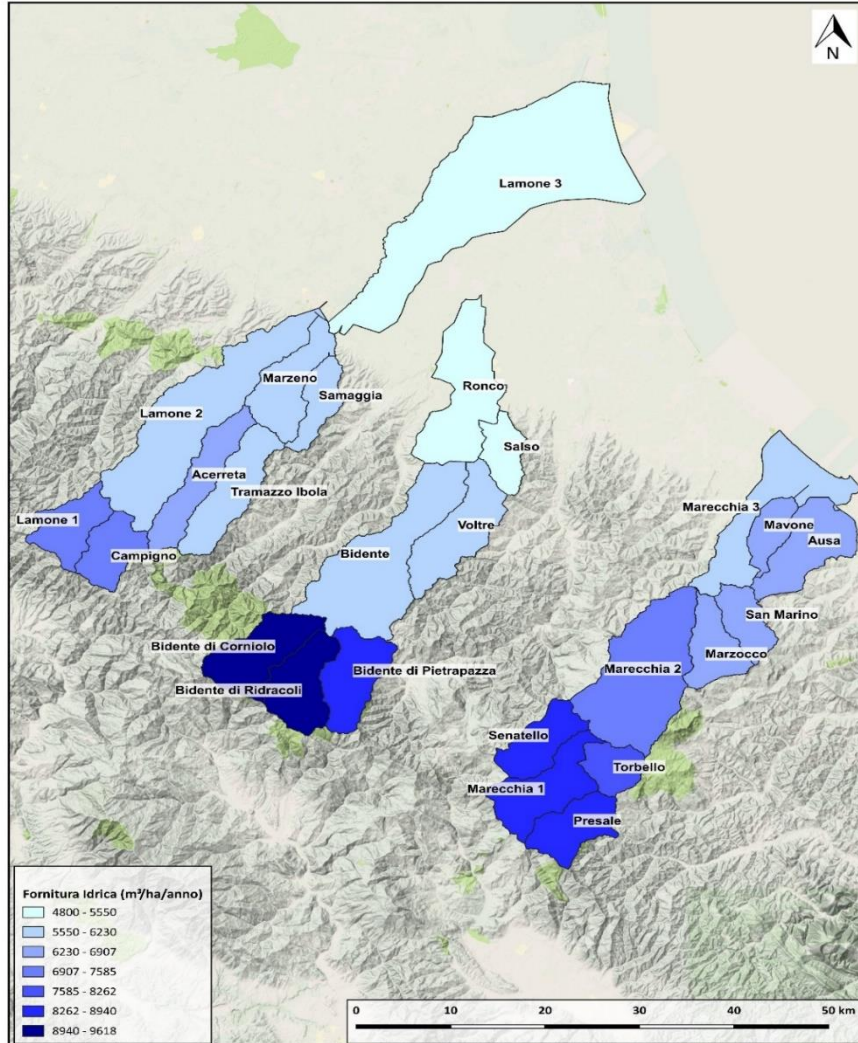 N
Lamone 3
Ronco
Marzeno
Samaggia
Lamone 2
Salso
Acerreta
Tramazzo Ibola
Lamone 1
Campigno
Bidente
Voltre
Marecchia 3
Mavone
Ausa
San Marino
Marzocco
Bidente di Corniolo
Bidente di Pietrapazza
Bidente di Ridracoli
Marecchia 2
Senatello
Torbello
Marecchia 1
Presale
Fornitura Idrica (m³/ha/anno)
4800 - 5550
5550 - 6230
6230 - 6907
6907 - 7585
7585 - 8262
8262 - 8940
8940 - 9618
0 10 20 30 40 50 km